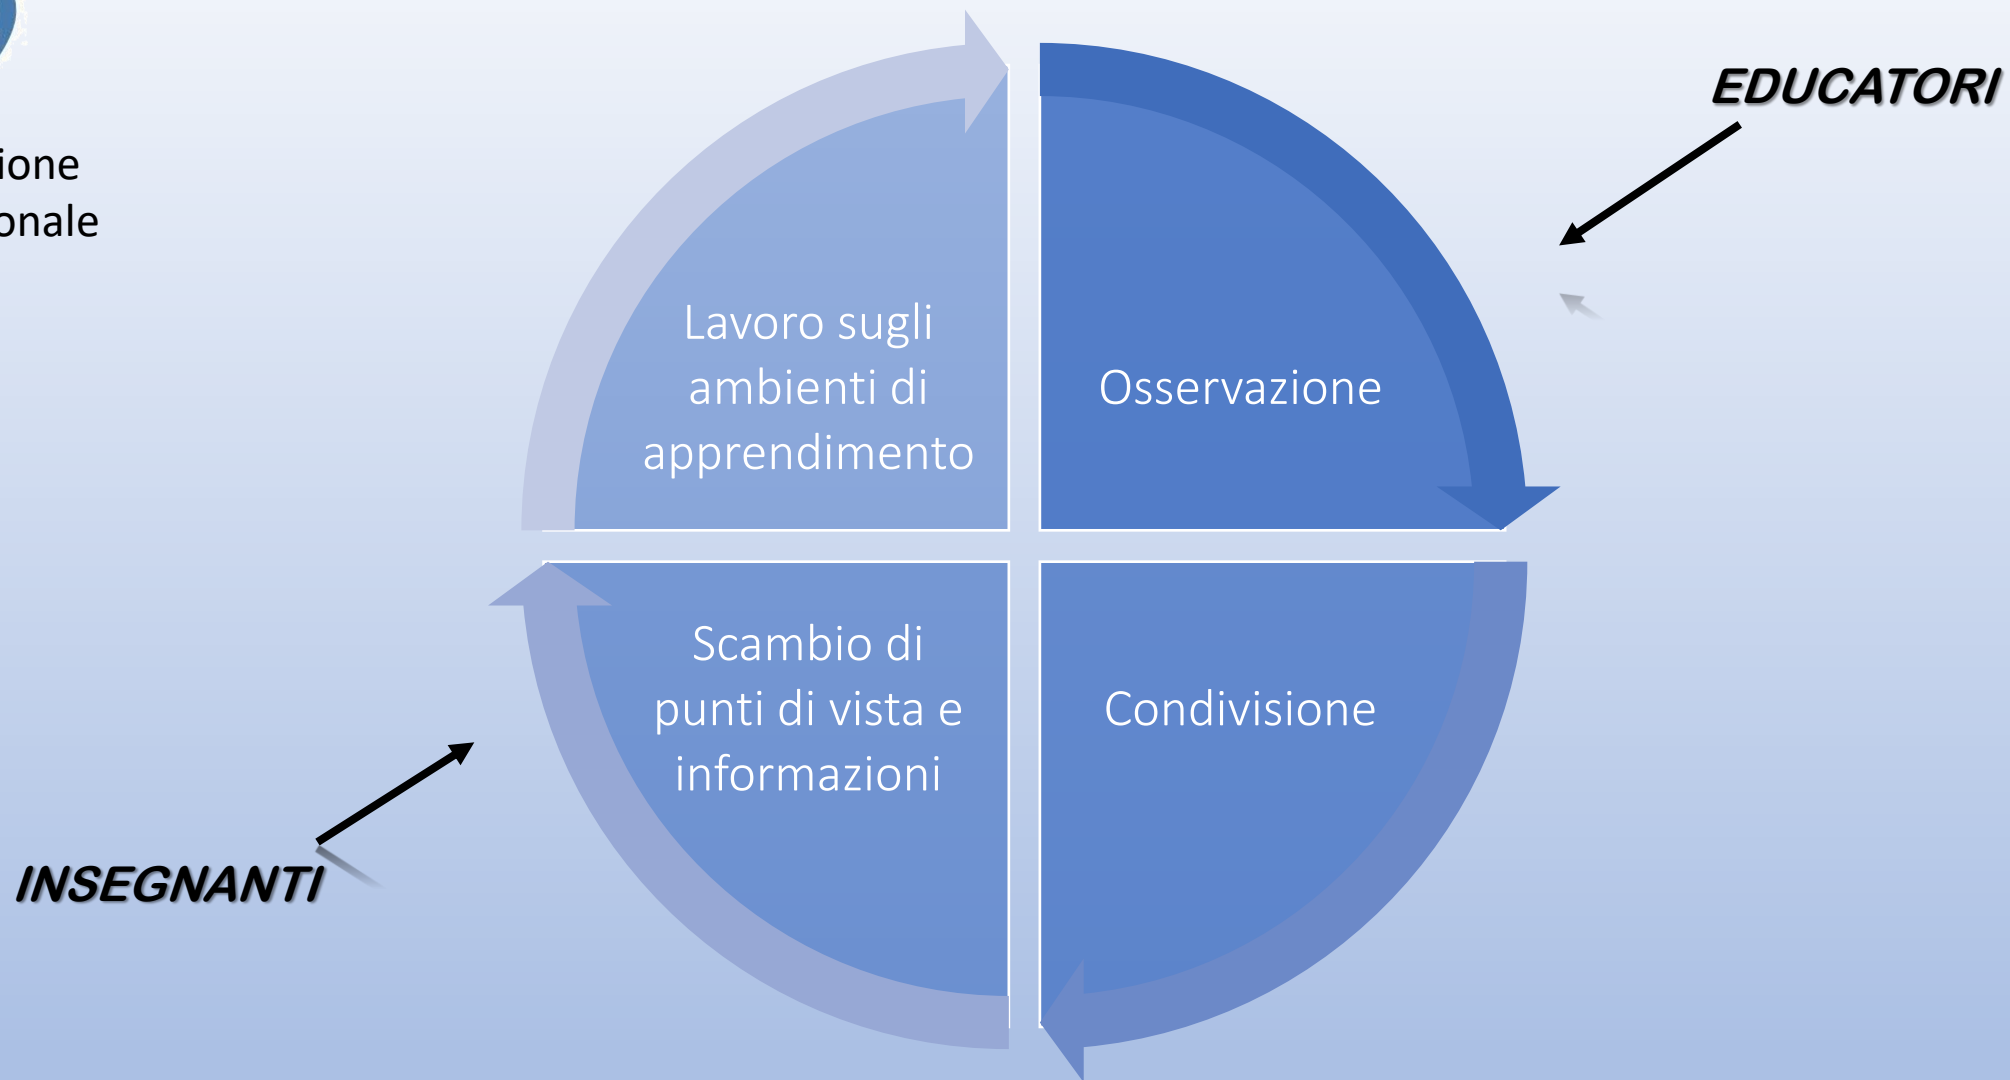 EDUCATORI
ione
onale
Lavoro sugli
ambienti di
apprendimento
Osservazione
Scambio di
punti di vista e
informazioni
Condivisione
INSEGNANTI